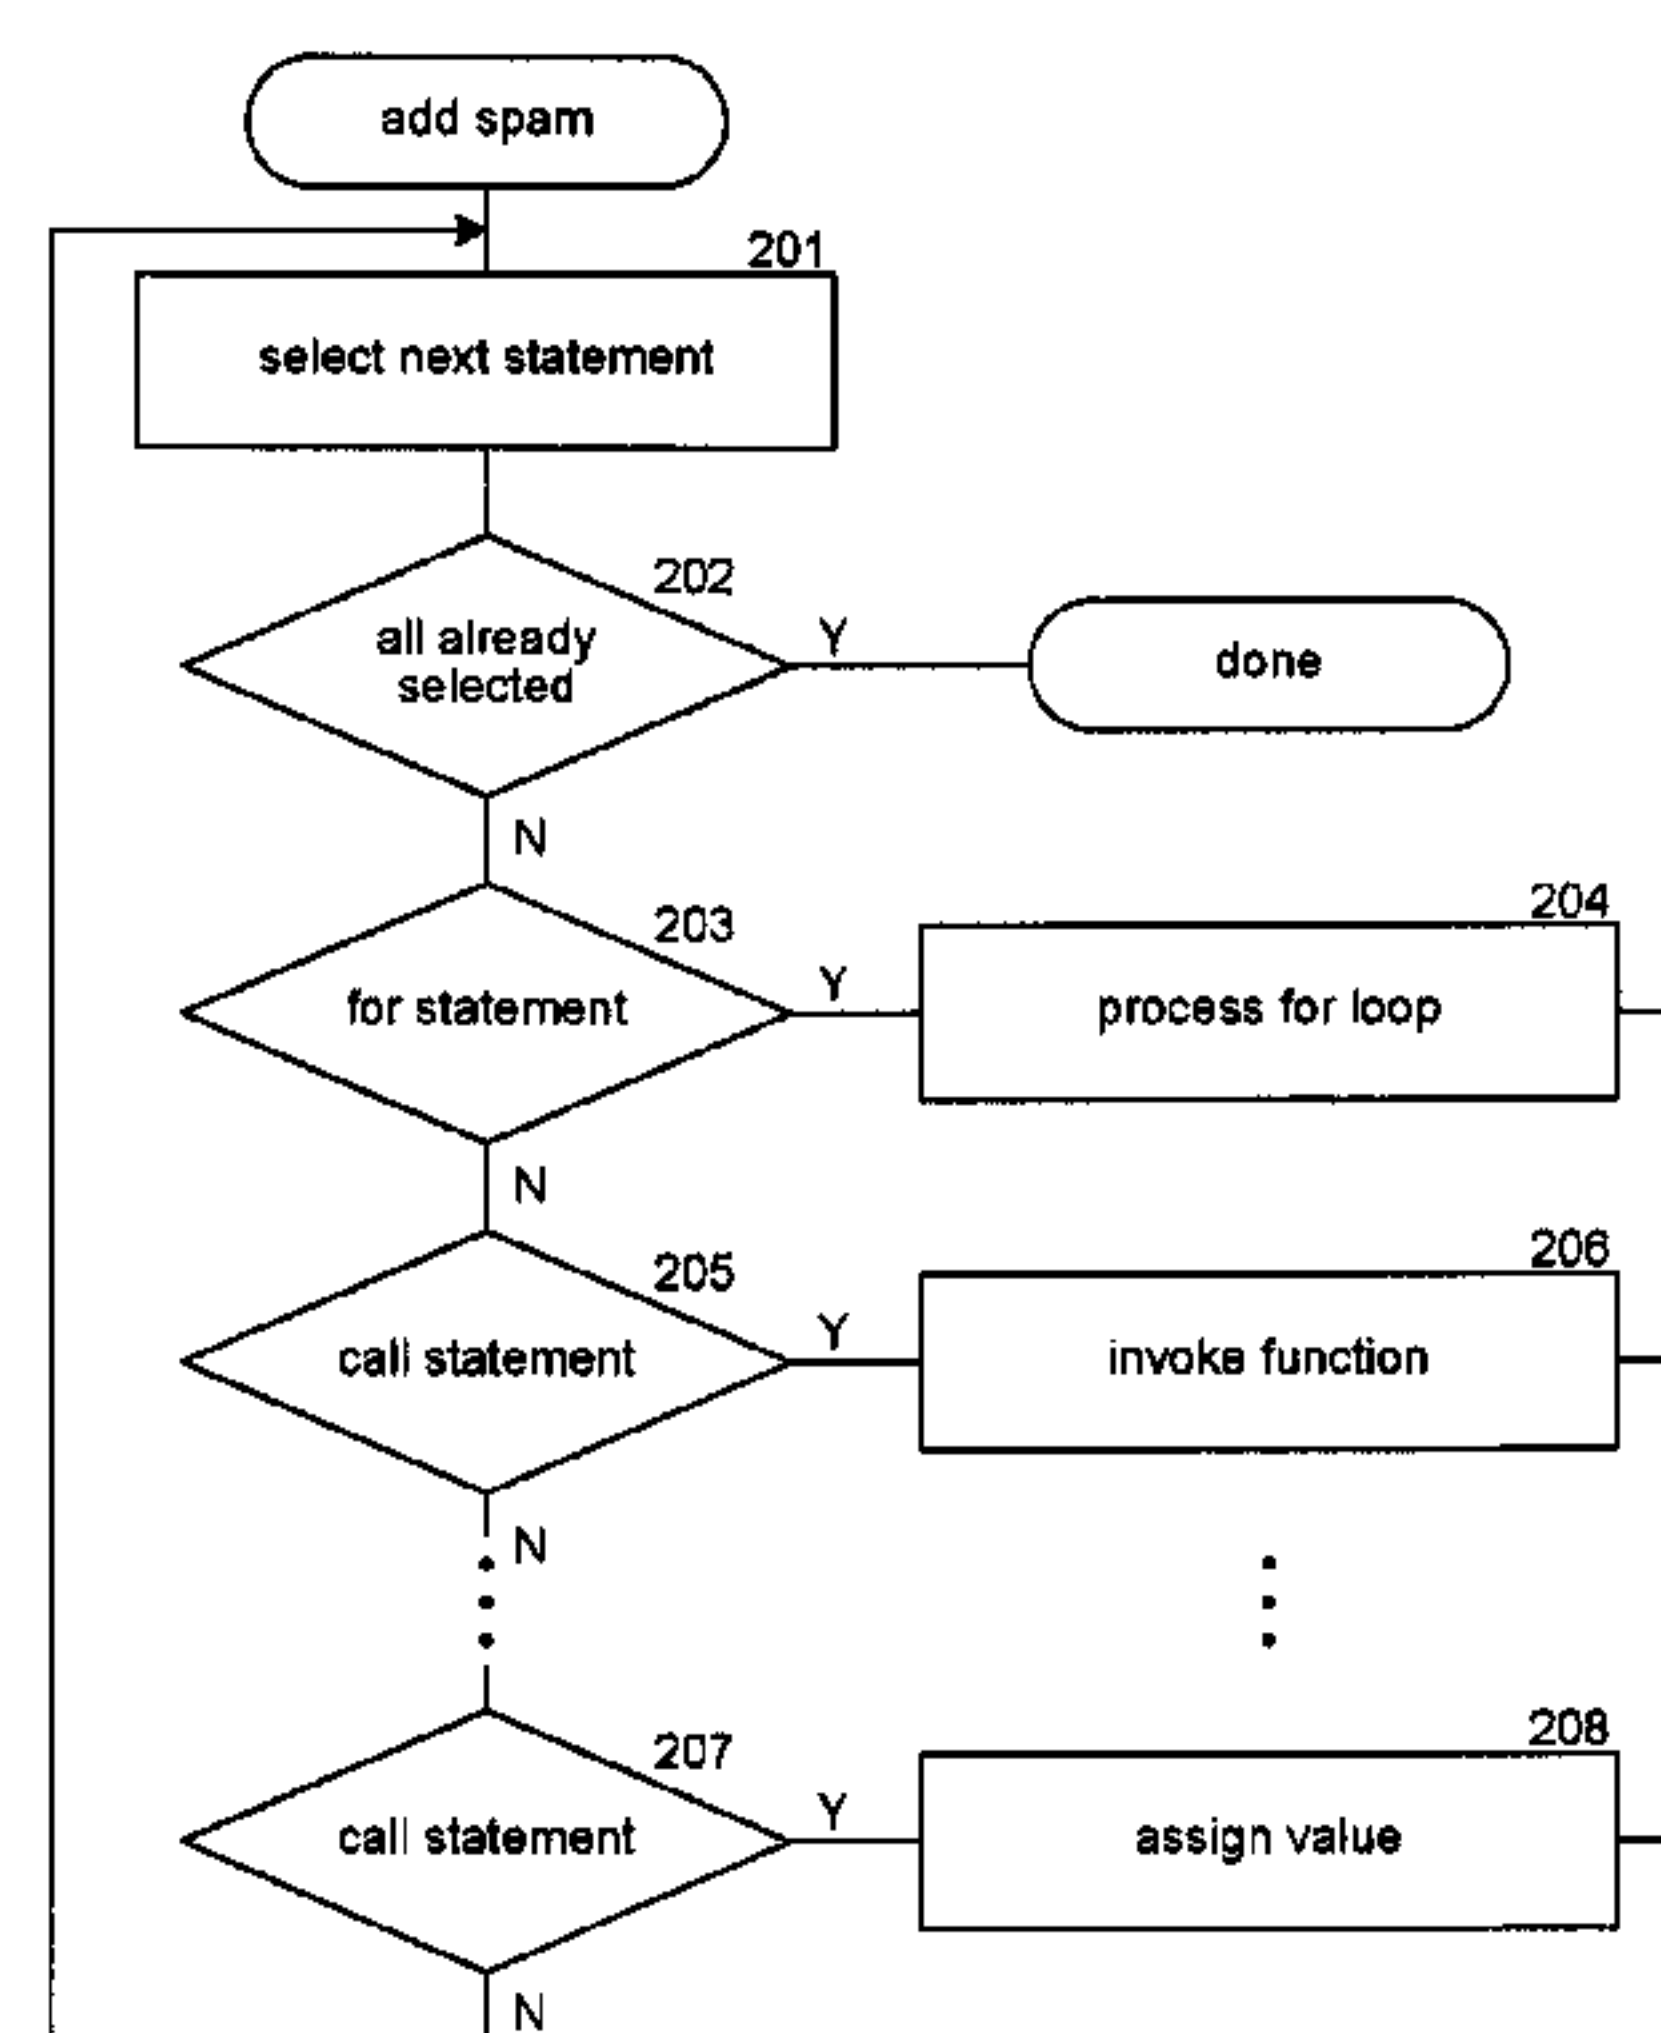 add spam
201
select next statement
202
all already
selected
Y
done
N
203
for statement
Y
204
process for loop
N
205
call statement
Y
206
invoke function
N
207
call statement
Y
208
assign value
N